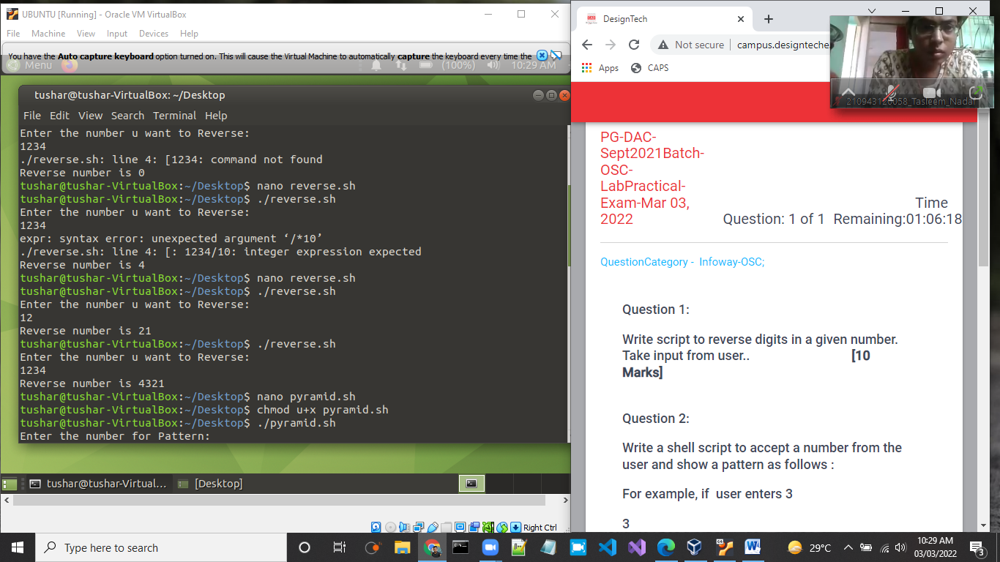 UBUNTU [Running] - Oracle VM VirtualBox
File Machine View Input Devices Help
You have the Auto capture keyboard option turned on. This will cause the Virtual Machine to automatically capture the keyboard every time the
Menu (100%) 10:29 AM
tushar@tushar-VirtualBox: ~/Desktop
File Edit View Search Terminal Help
Enter the number u want to Reverse:
1234
./reverse.sh: line 4: [1234: command not found
Reverse number is 0
tushar@tushar-VirtualBox:~/Desktop$ nano reverse.sh
tushar@tushar-VirtualBox:~/Desktop$ ./reverse.sh
Enter the number u want to Reverse:
1234
expr: syntax error: unexpected argument ‘/*10’
./reverse.sh: line 4: [: 1234/10: integer expression expected
Reverse number is 4
tushar@tushar-VirtualBox:~/Desktop$ nano reverse.sh
tushar@tushar-VirtualBox:~/Desktop$ ./reverse.sh
Enter the number u want to Reverse:
12
Reverse number is 21
tushar@tushar-VirtualBox:~/Desktop$ ./reverse.sh
Enter the number u want to Reverse:
1234
Reverse number is 4321
tushar@tushar-VirtualBox:~/Desktop$ nano pyramid.sh
tushar@tushar-VirtualBox:~/Desktop$ chmod u+x pyramid.sh
tushar@tushar-VirtualBox:~/Desktop$ ./pyramid.sh
Enter the number for Pattern:
tushar@tushar-Virtual... [Desktop]
Right Ctrl
DesignTech
Not secure campus.designteche
Apps CAPS
210943120058_Tasleem_Nadaf
PG-DAC-
Sept2021Batch-
OSC-
LabPractical-
Exam-Mar 03,
2022
Question: 1 of 1
Time
Remaining:01:06:18
QuestionCategory - Infoway-OSC;
Question 1:
Write script to reverse digits in a given number.
Take input from user.. [10
Marks]
Question 2:
Write a shell script to accept a number from the
user and show a pattern as follows :
For example, if user enters 3
3
Type here to search
29°C
10:29 AM
03/03/2022
3